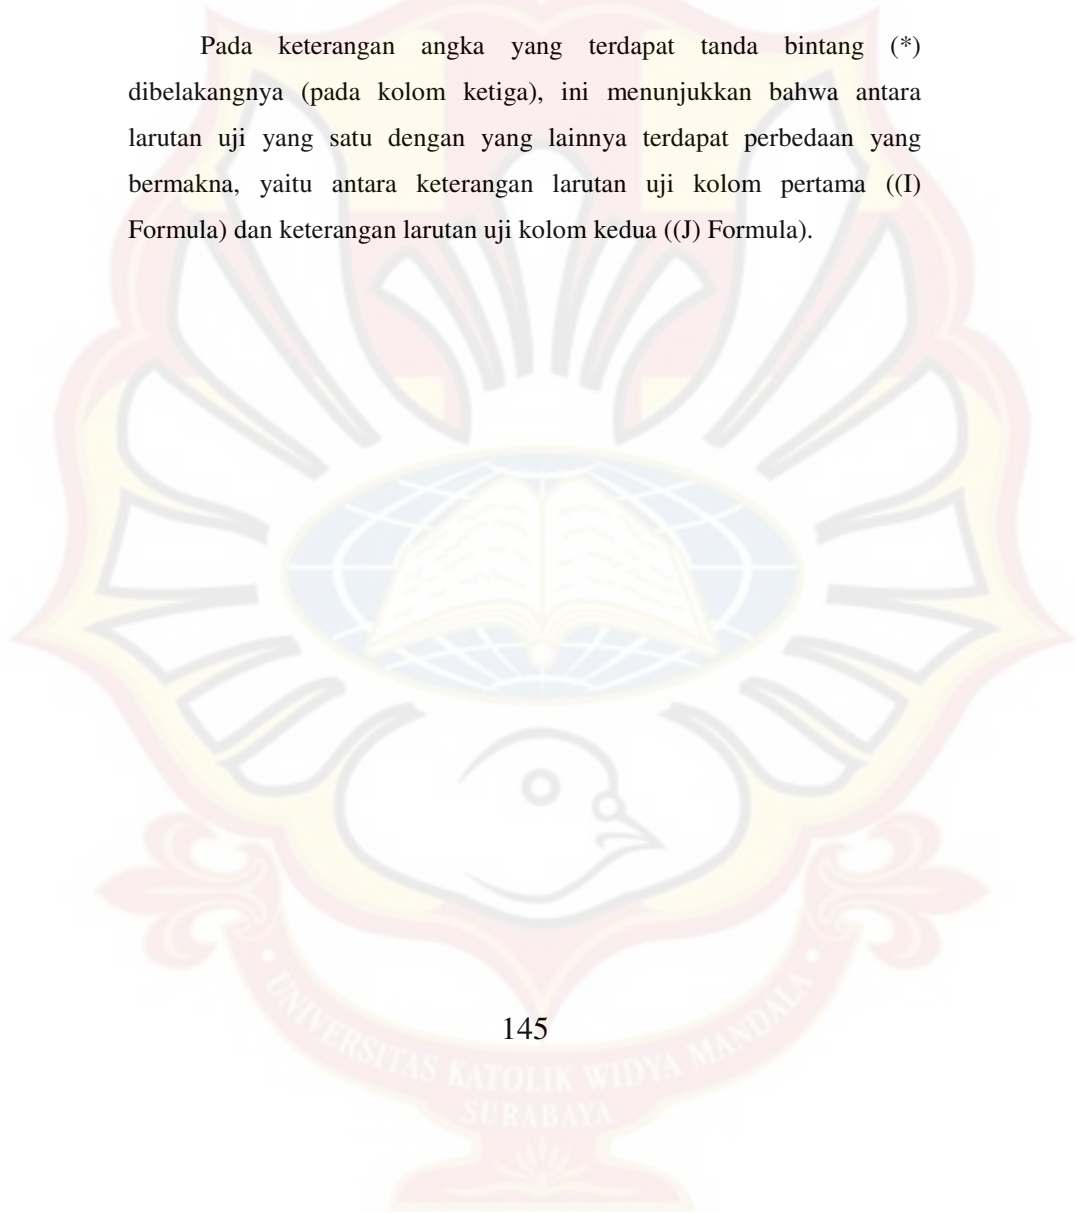 Pada keterangan angka yang terdapat tanda bintang (*)
dibelakangnya (pada kolom ketiga), ini menunjukkan bahwa antara
larutan uji yang satu dengan yang lainnya terdapat perbedaan yang
bermakna, yaitu antara keterangan larutan uji kolom pertama ((I)
Formula) dan keterangan larutan uji kolom kedua ((J) Formula).
145
UNIVERSITAS KATOLIK WIDYA MANDALA
SURABAYA